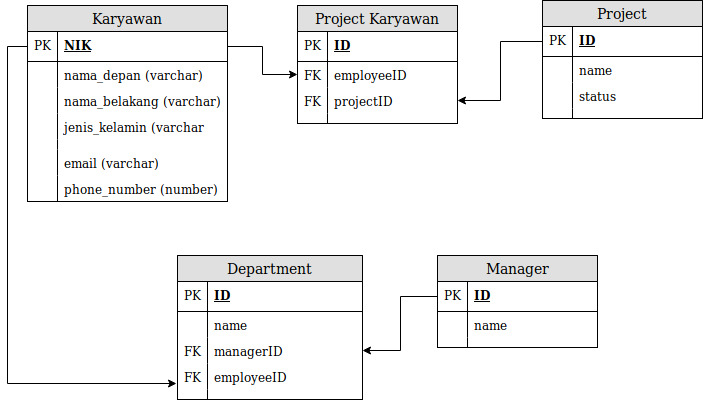 Karyawan
PK NIK
nama_depan (varchar)
nama_belakang (varchar)
jenis_kelamin (varchar
email (varchar)
phone_number (number)
Project Karyawan
PK ID
FK employeeID
FK projectID
Project
PK ID
name
status
Department
PK ID
name
FK managerID
FK employeeID
Manager
PK ID
name